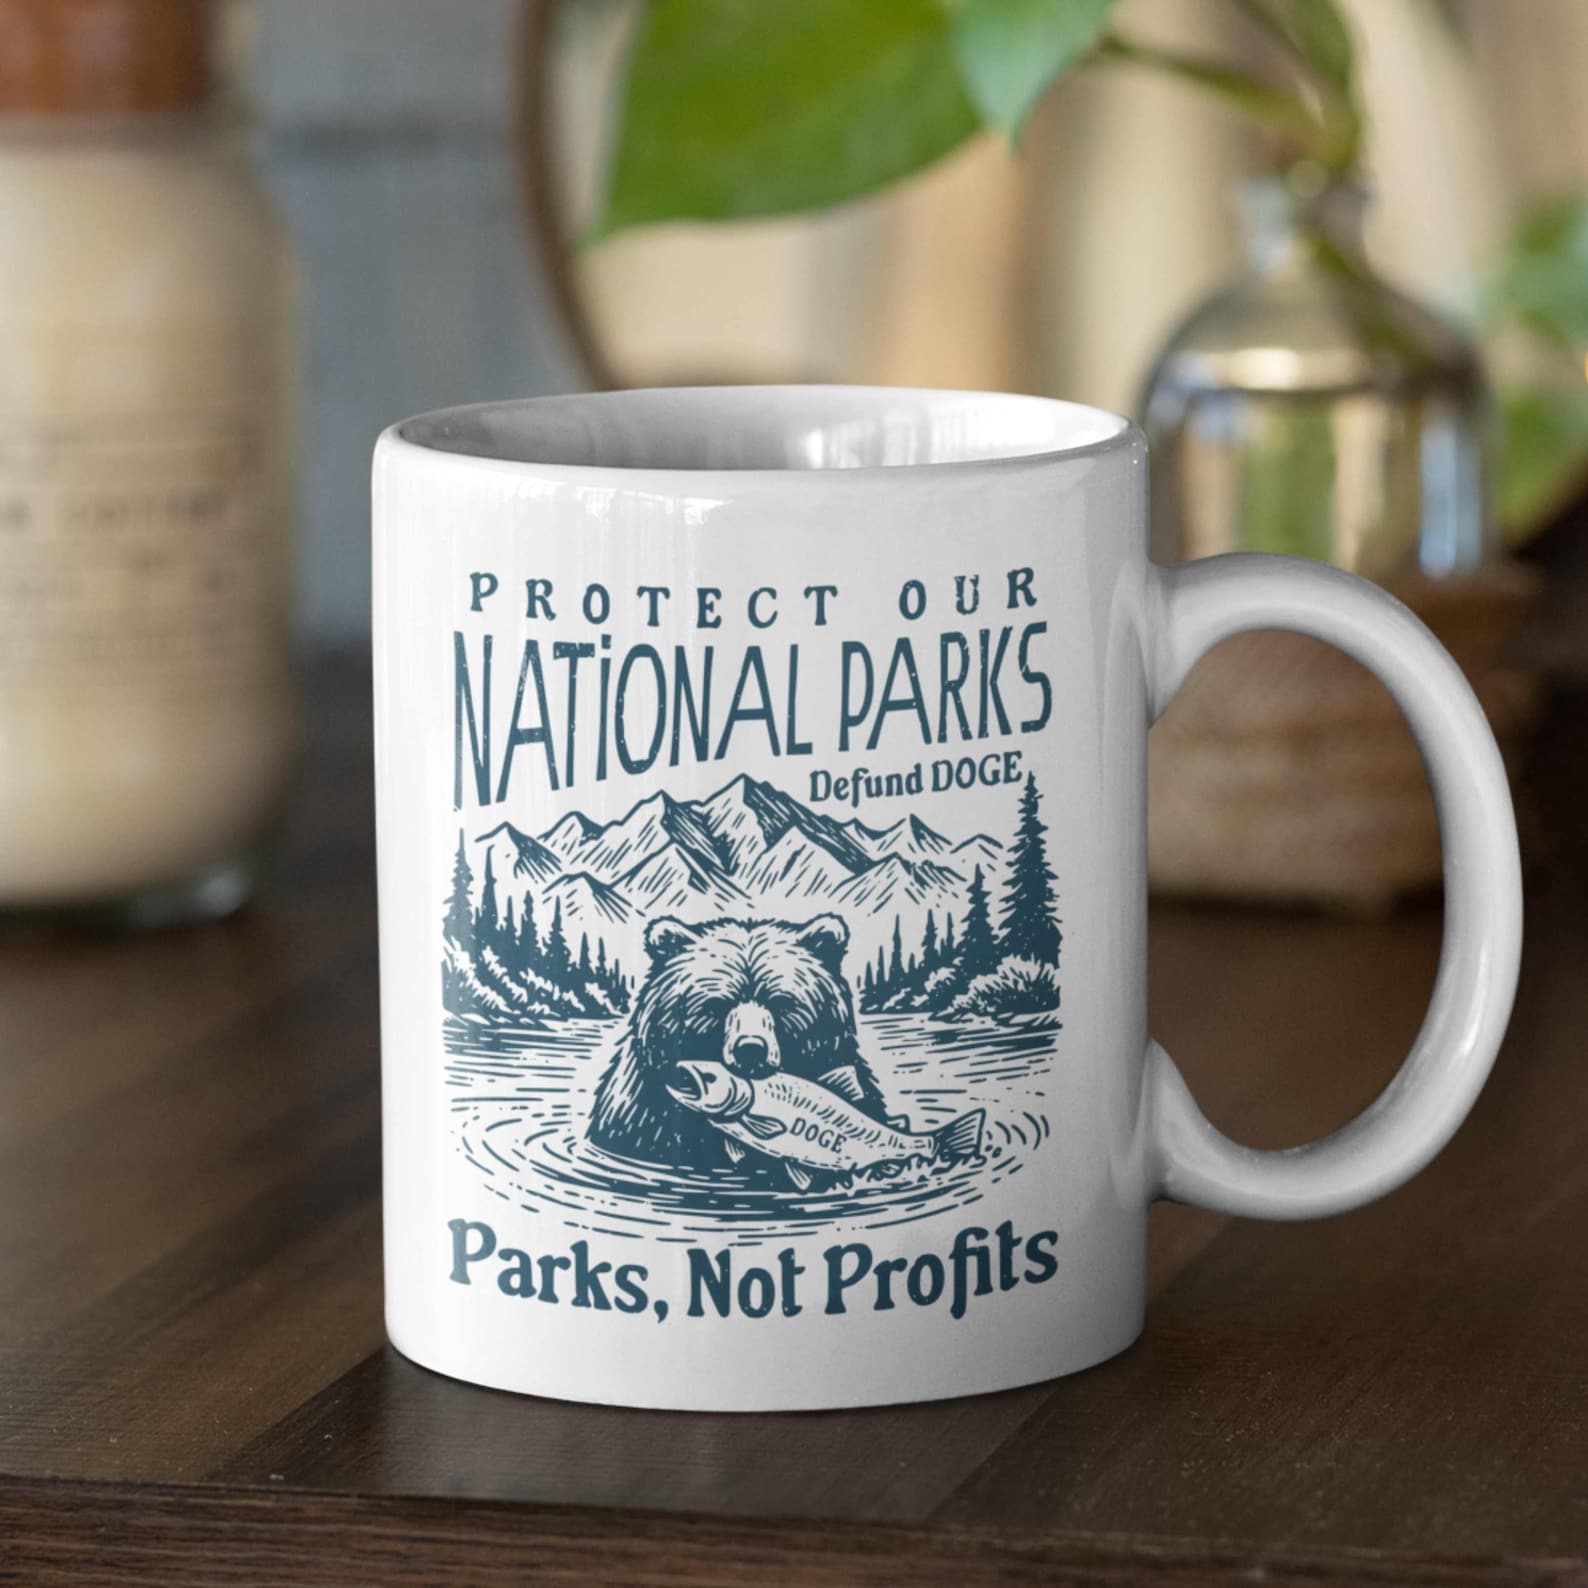 PROTECT OUR
NATiONAL PARKS
Defund DOGE
DOGE
Parks, Not Profits